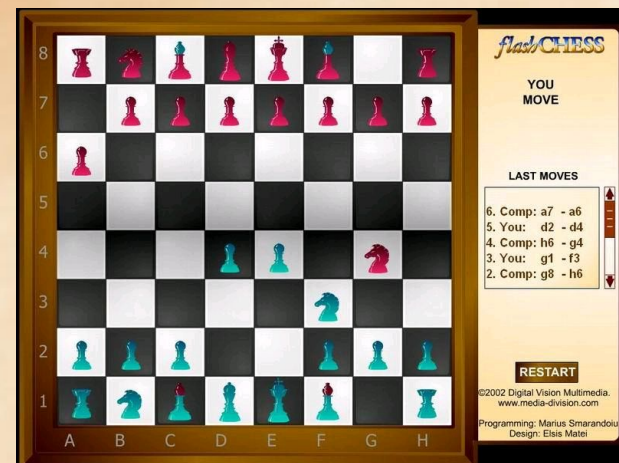 flashCHESS
YOU
MOVE
LAST MOVES
6. Comp: a7 - a6
5. You: d2 - d4
4. Comp: h6 - g4
3. You: g1 - f3
2. Comp: g8 - h6
RESTART
©2002 Digital Vision Multimedia.
www.media-division.com
Programming: Marius Smarandoiu
Design: Elsis Matei
8
7
6
5
4
3
2
1
A B C D E F G H